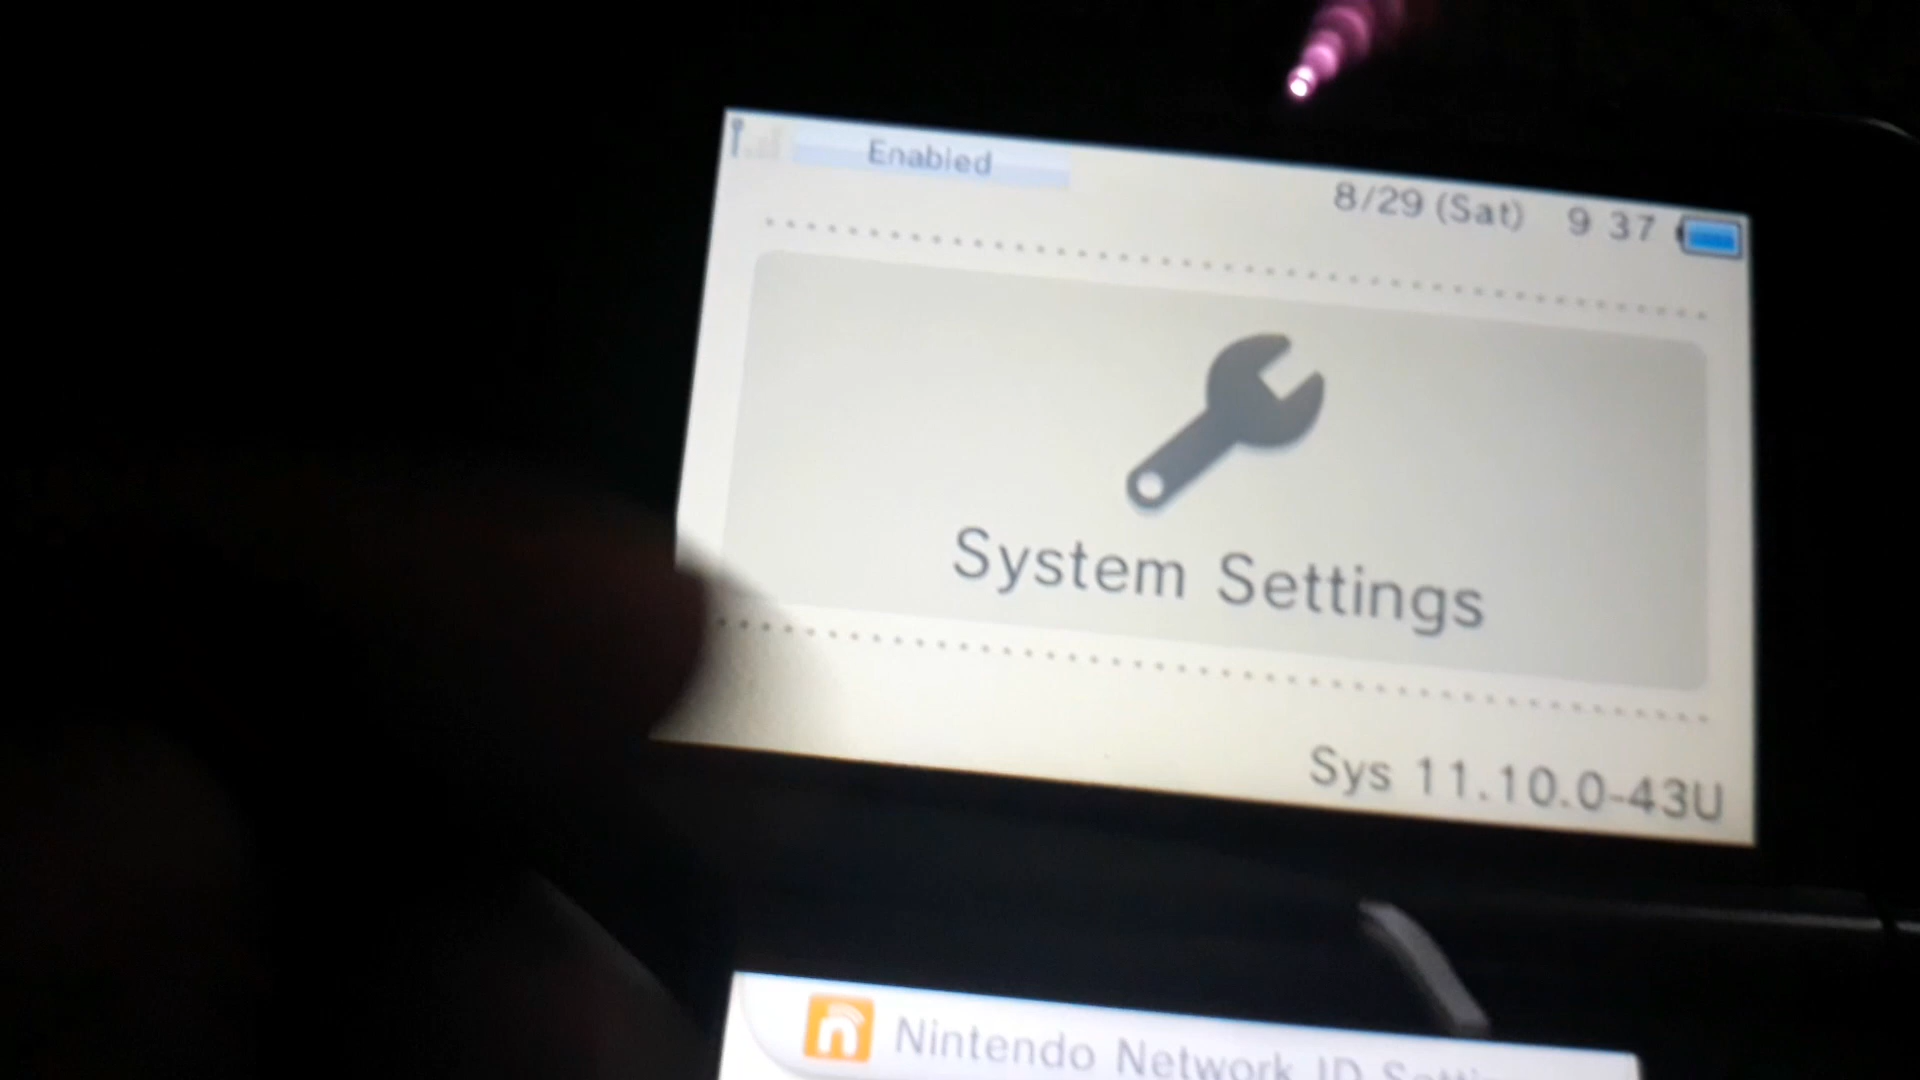 Enabled
8/29 (Sat) 9 37
System Settings
Sys 11.10.0-43U
Nintendo Network ID